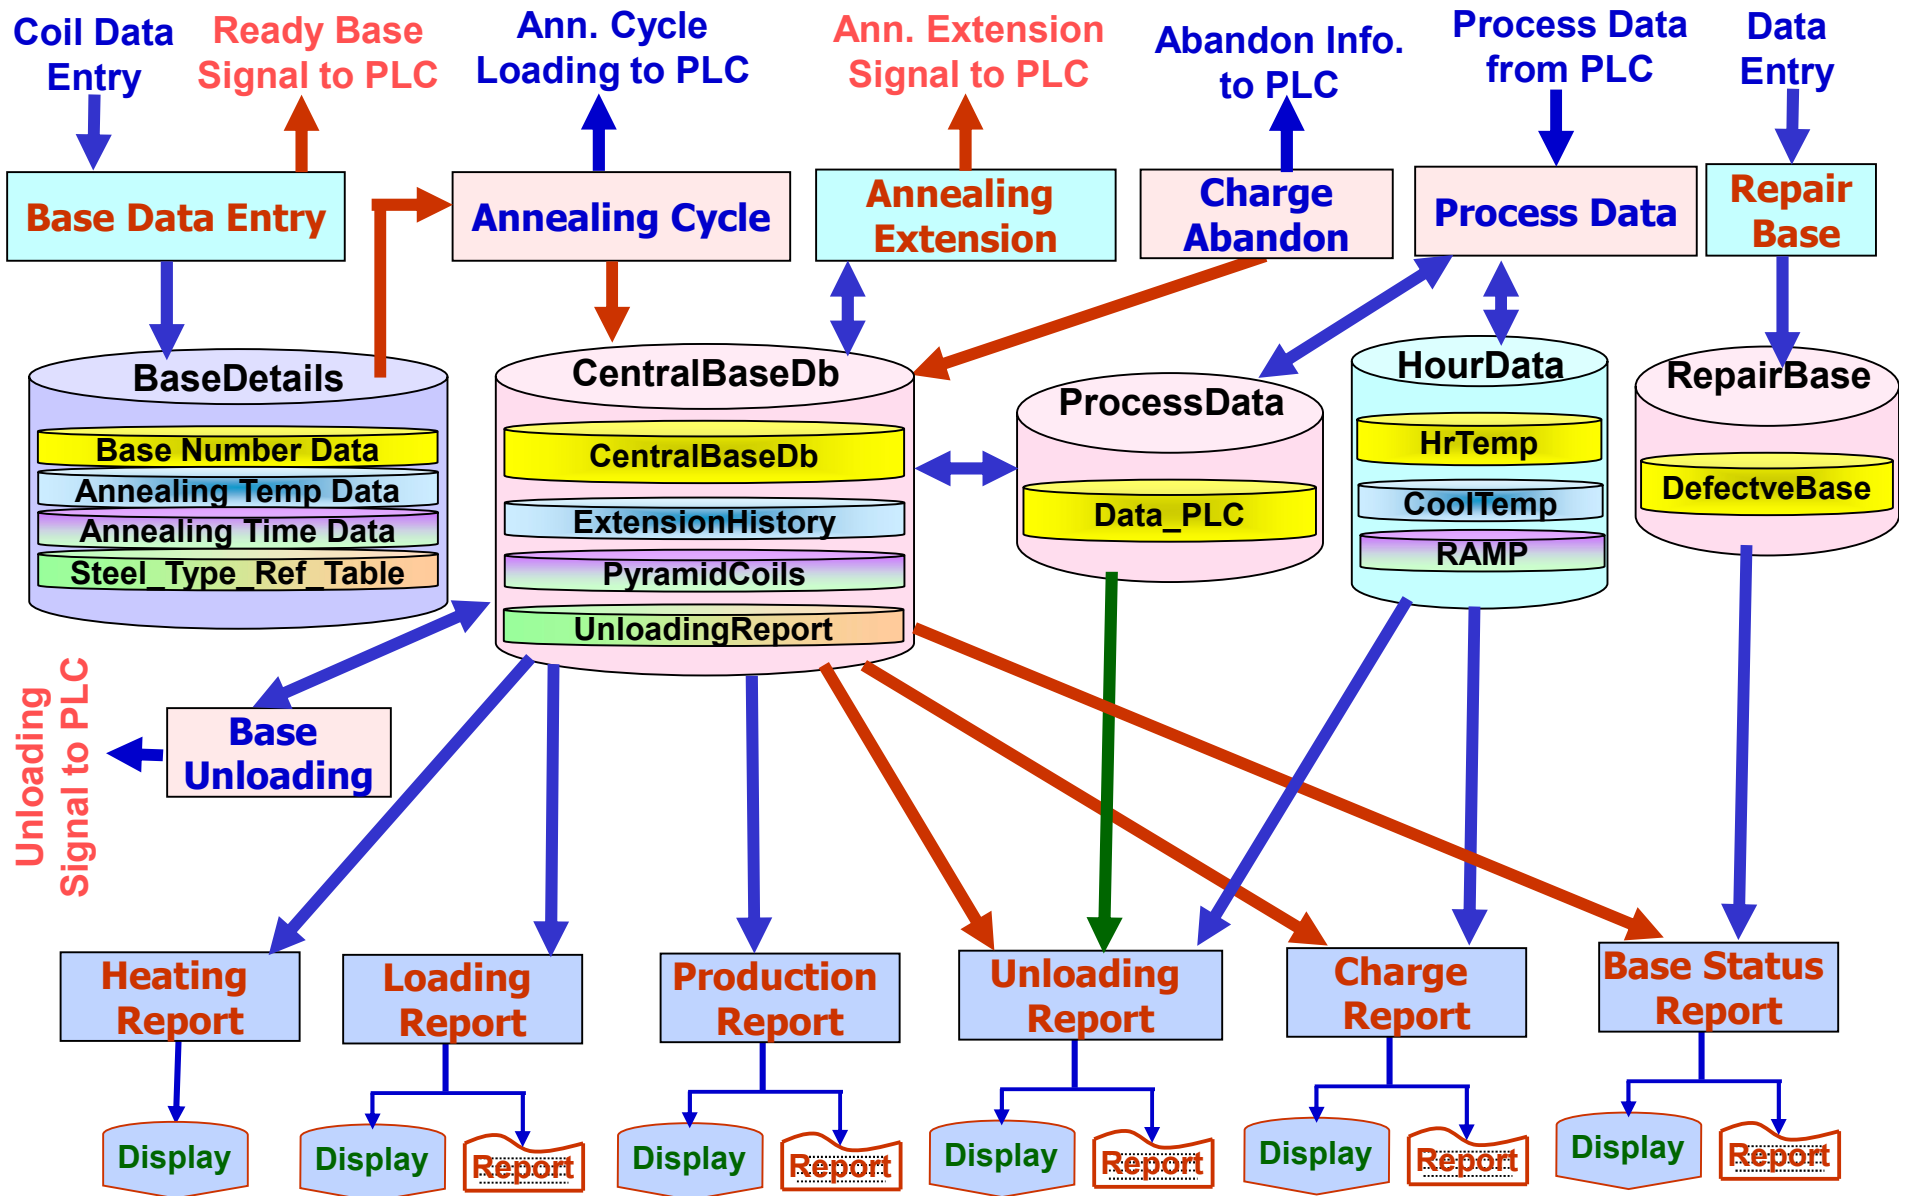 Coil Data
Entry
Ready Base
Signal to PLC
Ann. Cycle
Loading to PLC
Ann. Extension
Signal to PLC
Abandon Info.
to PLC
Process Data
from PLC
Data
Entry
Base Data Entry
Annealing Cycle
Annealing
Extension
Charge
Abandon
Process Data
Repair
Base
BaseDetails
Base Number Data
Annealing Temp Data
Annealing Time Data
Steel_Type_Ref_Table
CentralBaseDb
CentralBaseDb
ExtensionHistory
PyramidCoils
UnloadingReport
ProcessData
Data_PLC
HourData
HrTemp
CoolTemp
RAMP
RepairBase
DefectveBase
Unloading
Signal to PLC
Base
Unloading
Heating
Report
Loading
Report
Production
Report
Unloading
Report
Charge
Report
Base Status
Report
Display
Display
Report
Display
Report
Display
Report
Display
Report
Display
Report